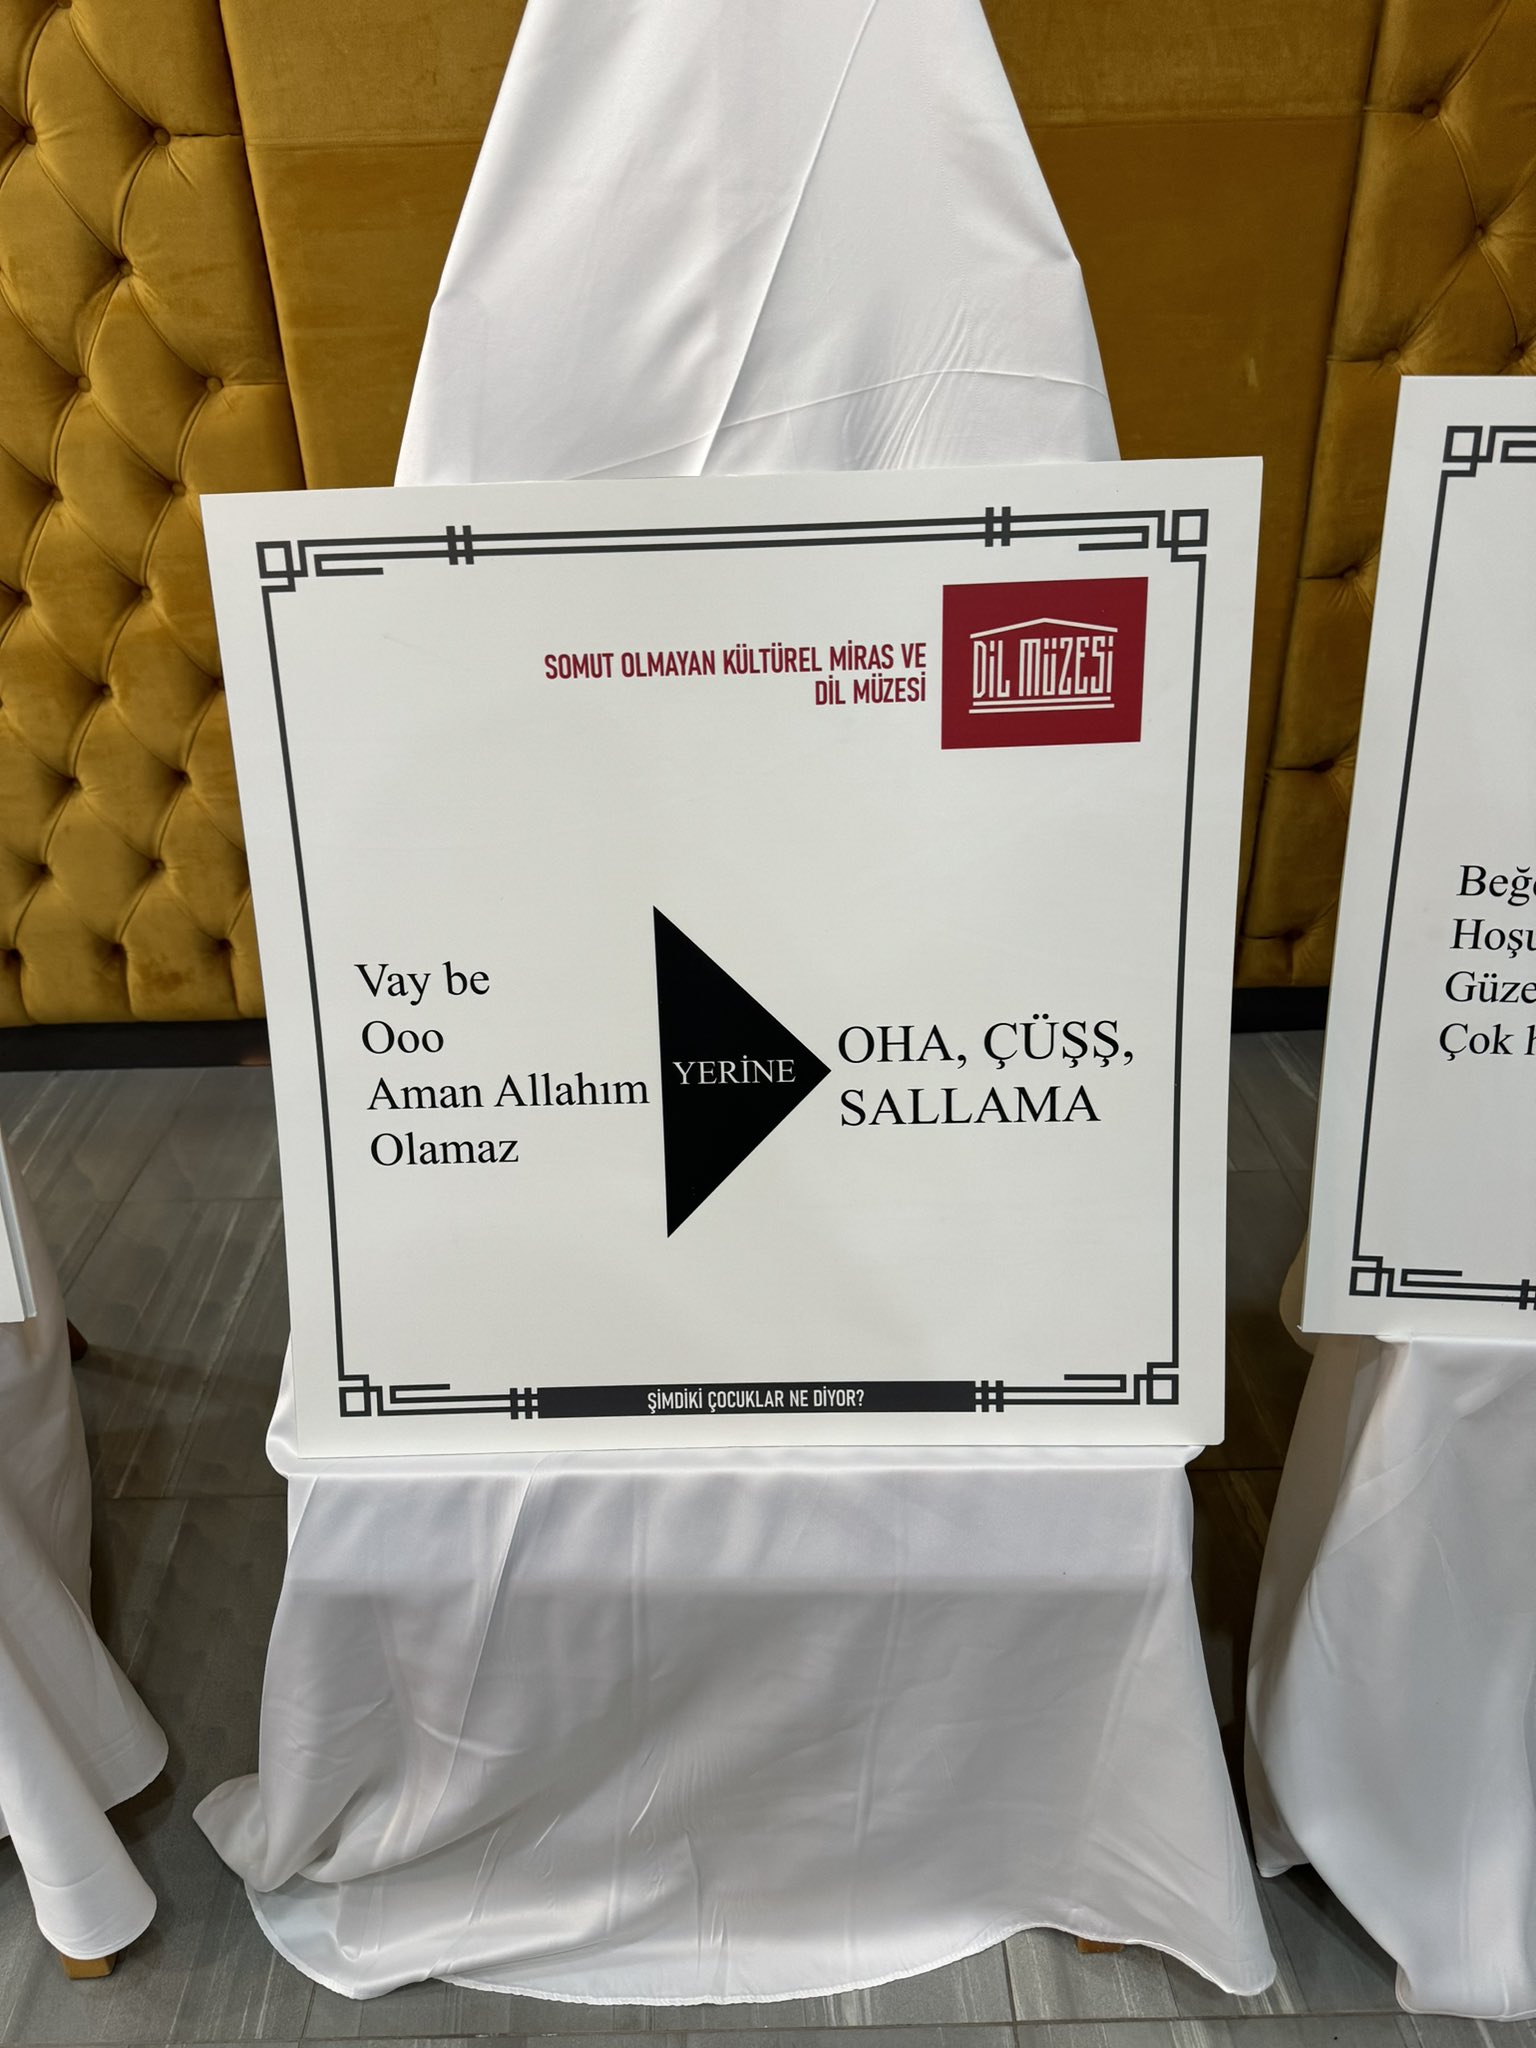 SOMUT OLMAYAN KÜLTÜREL MİRAS VE
DİL MÜZESİ
DİL MÜZESİ
Vay be
Ooo
Aman Allahım
Olamaz
YERİNE
OHA, ÇÜŞŞ,
SALLAMA
ŞİMDİKİ ÇOCUKLAR NE DİYOR?
Çok